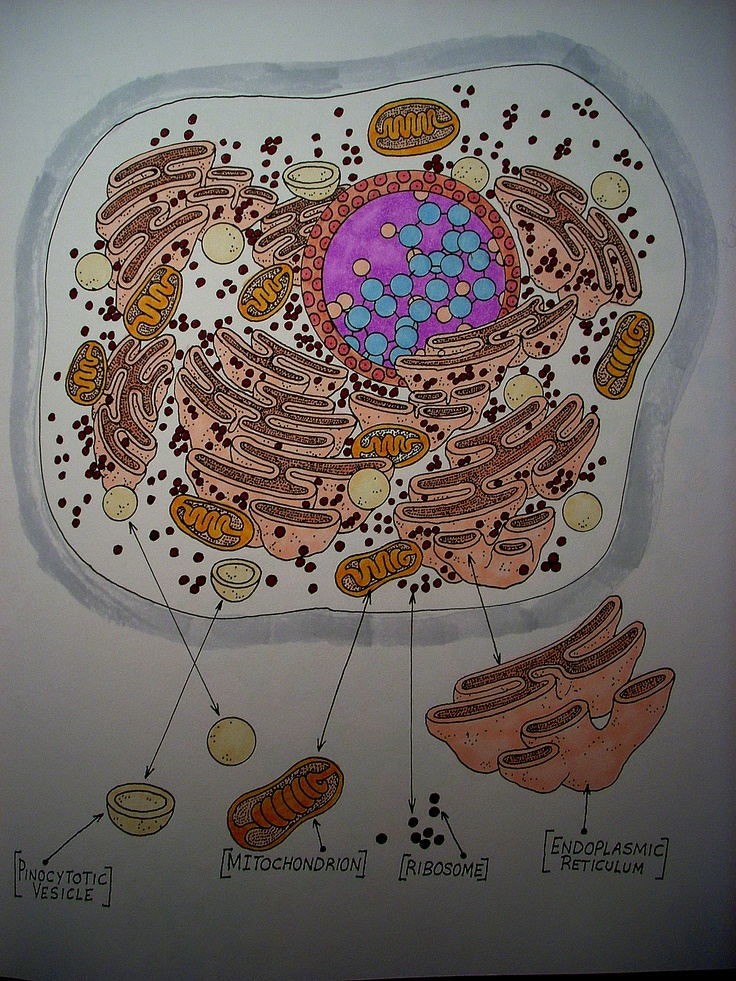 [PINOCYTOTIC
VESICLE]
[MITOCHONDRION]
[RIBOSOME]
[ENDOPLASMIC
RETICULUM]